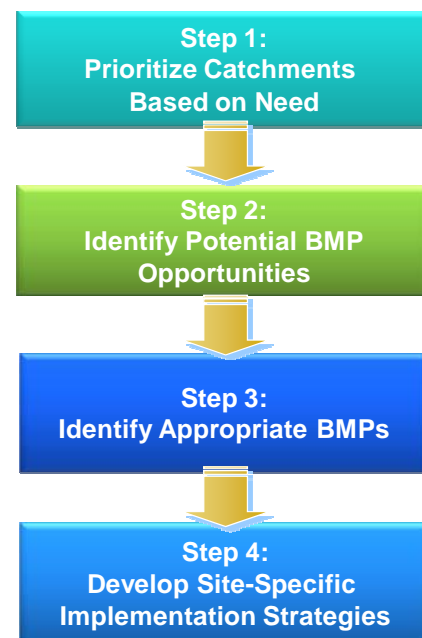 Step 1:
Prioritize Catchments
Based on Need
Step 2:
Identify Potential BMP
Opportunities
Step 3:
Identify Appropriate BMPs
Step 4:
Develop Site-Specific
Implementation Strategies